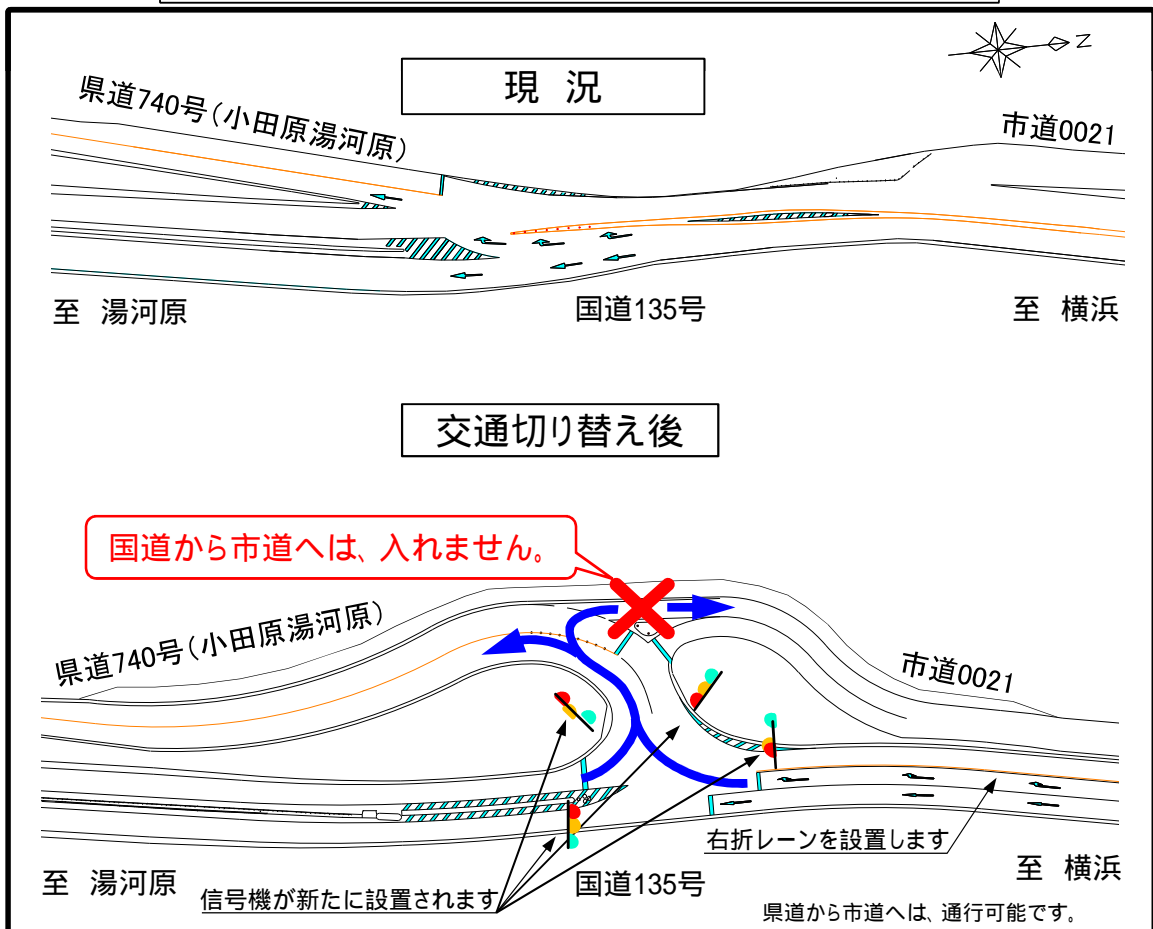 Z
現 況
県道740号(小田原湯河原)
市道0021
至 湯河原
国道135号
至 横浜
交通切り替え後
国道から市道へは、入れません。
県道740号(小田原湯河原)
市道0021
右折レーンを設置します
至 湯河原
信号機が新たに設置されます
国道135号
至 横浜
県道から市道へは、通行可能です。